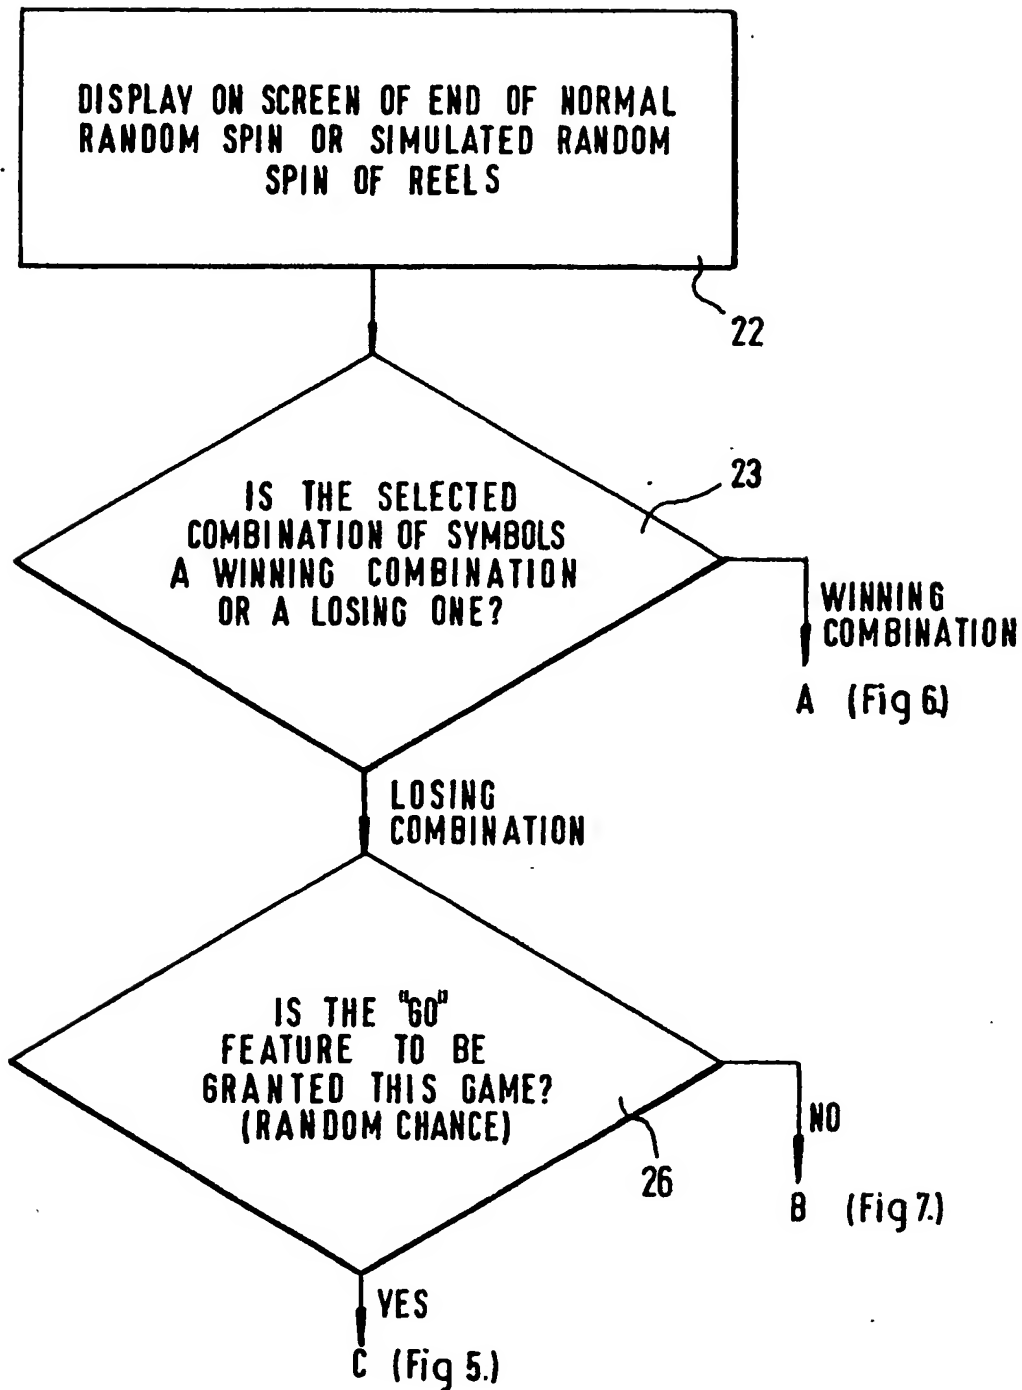 DISPLAY ON SCREEN OF END OF NORMAL
RANDOM SPIN OR SIMULATED RANDOM
SPIN OF REELS
22
IS THE SELECTED
COMBINATION OF SYMBOLS
A WINNING COMBINATION
OR A LOSING ONE?
23
WINNING
COMBINATION
A (Fig 6.)
LOSING
COMBINATION
IS THE "GO"
FEATURE TO BE
GRANTED THIS GAME?
(RANDOM CHANCE)
26
NO
B (Fig 7.)
YES
C (Fig 5.)